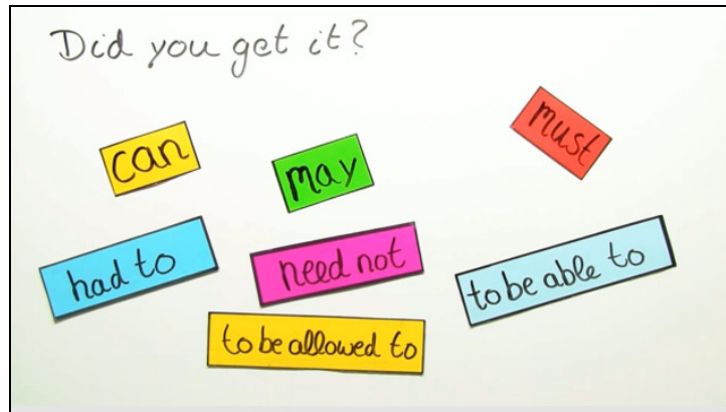 Did you get it?
can
may
must
had to
need not
to be able to
to be allowed to